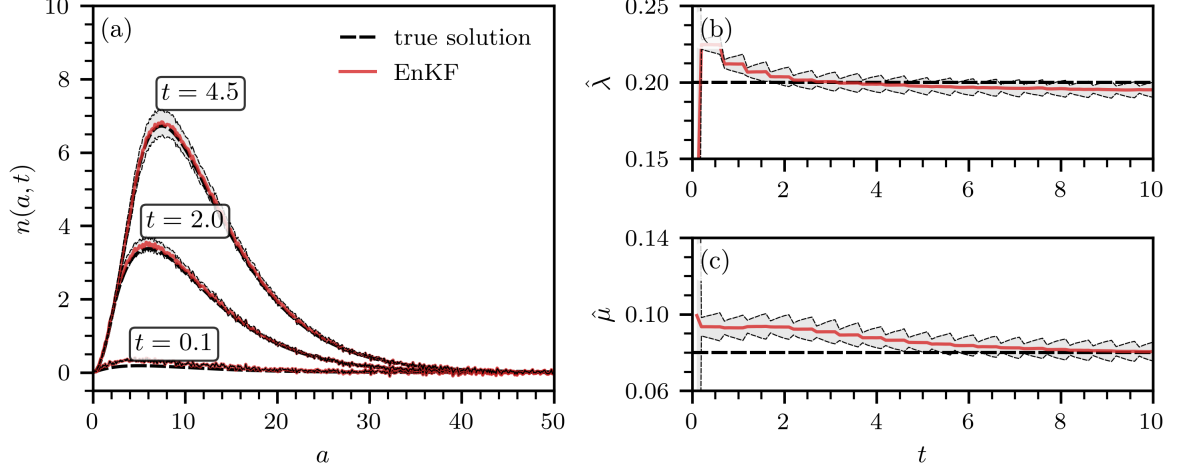 (a)
true solution
EnKF
t = 4.5
t = 2.0
t = 0.1
n(a, t)
10
8
6
4
2
0
0 10 20 30 40 50
a
(b)
λ̂
0.25
0.20
0.15
0 2 4 6 8 10
(c)
μ̂
0.14
0.10
0.06
0 2 4 6 8 10
t